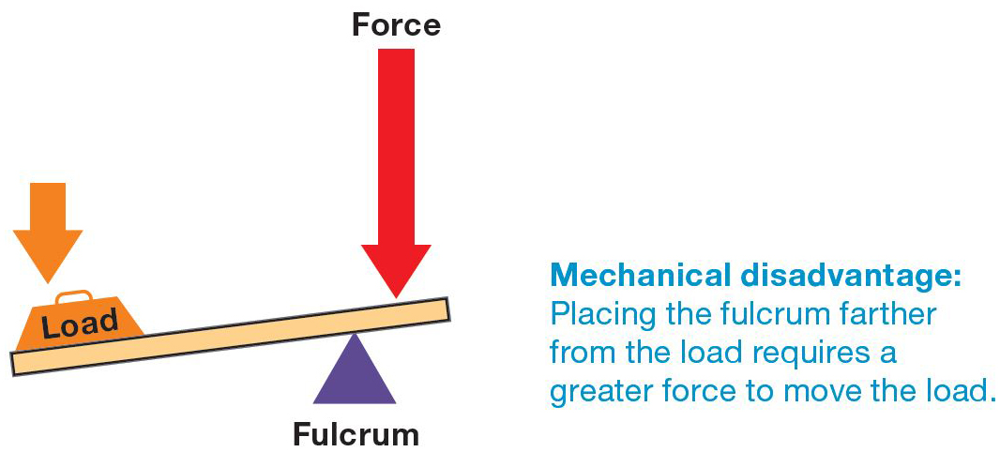 Force
Load
Fulcrum
Mechanical disadvantage:
Placing the fulcrum farther
from the load requires a
greater force to move the load.